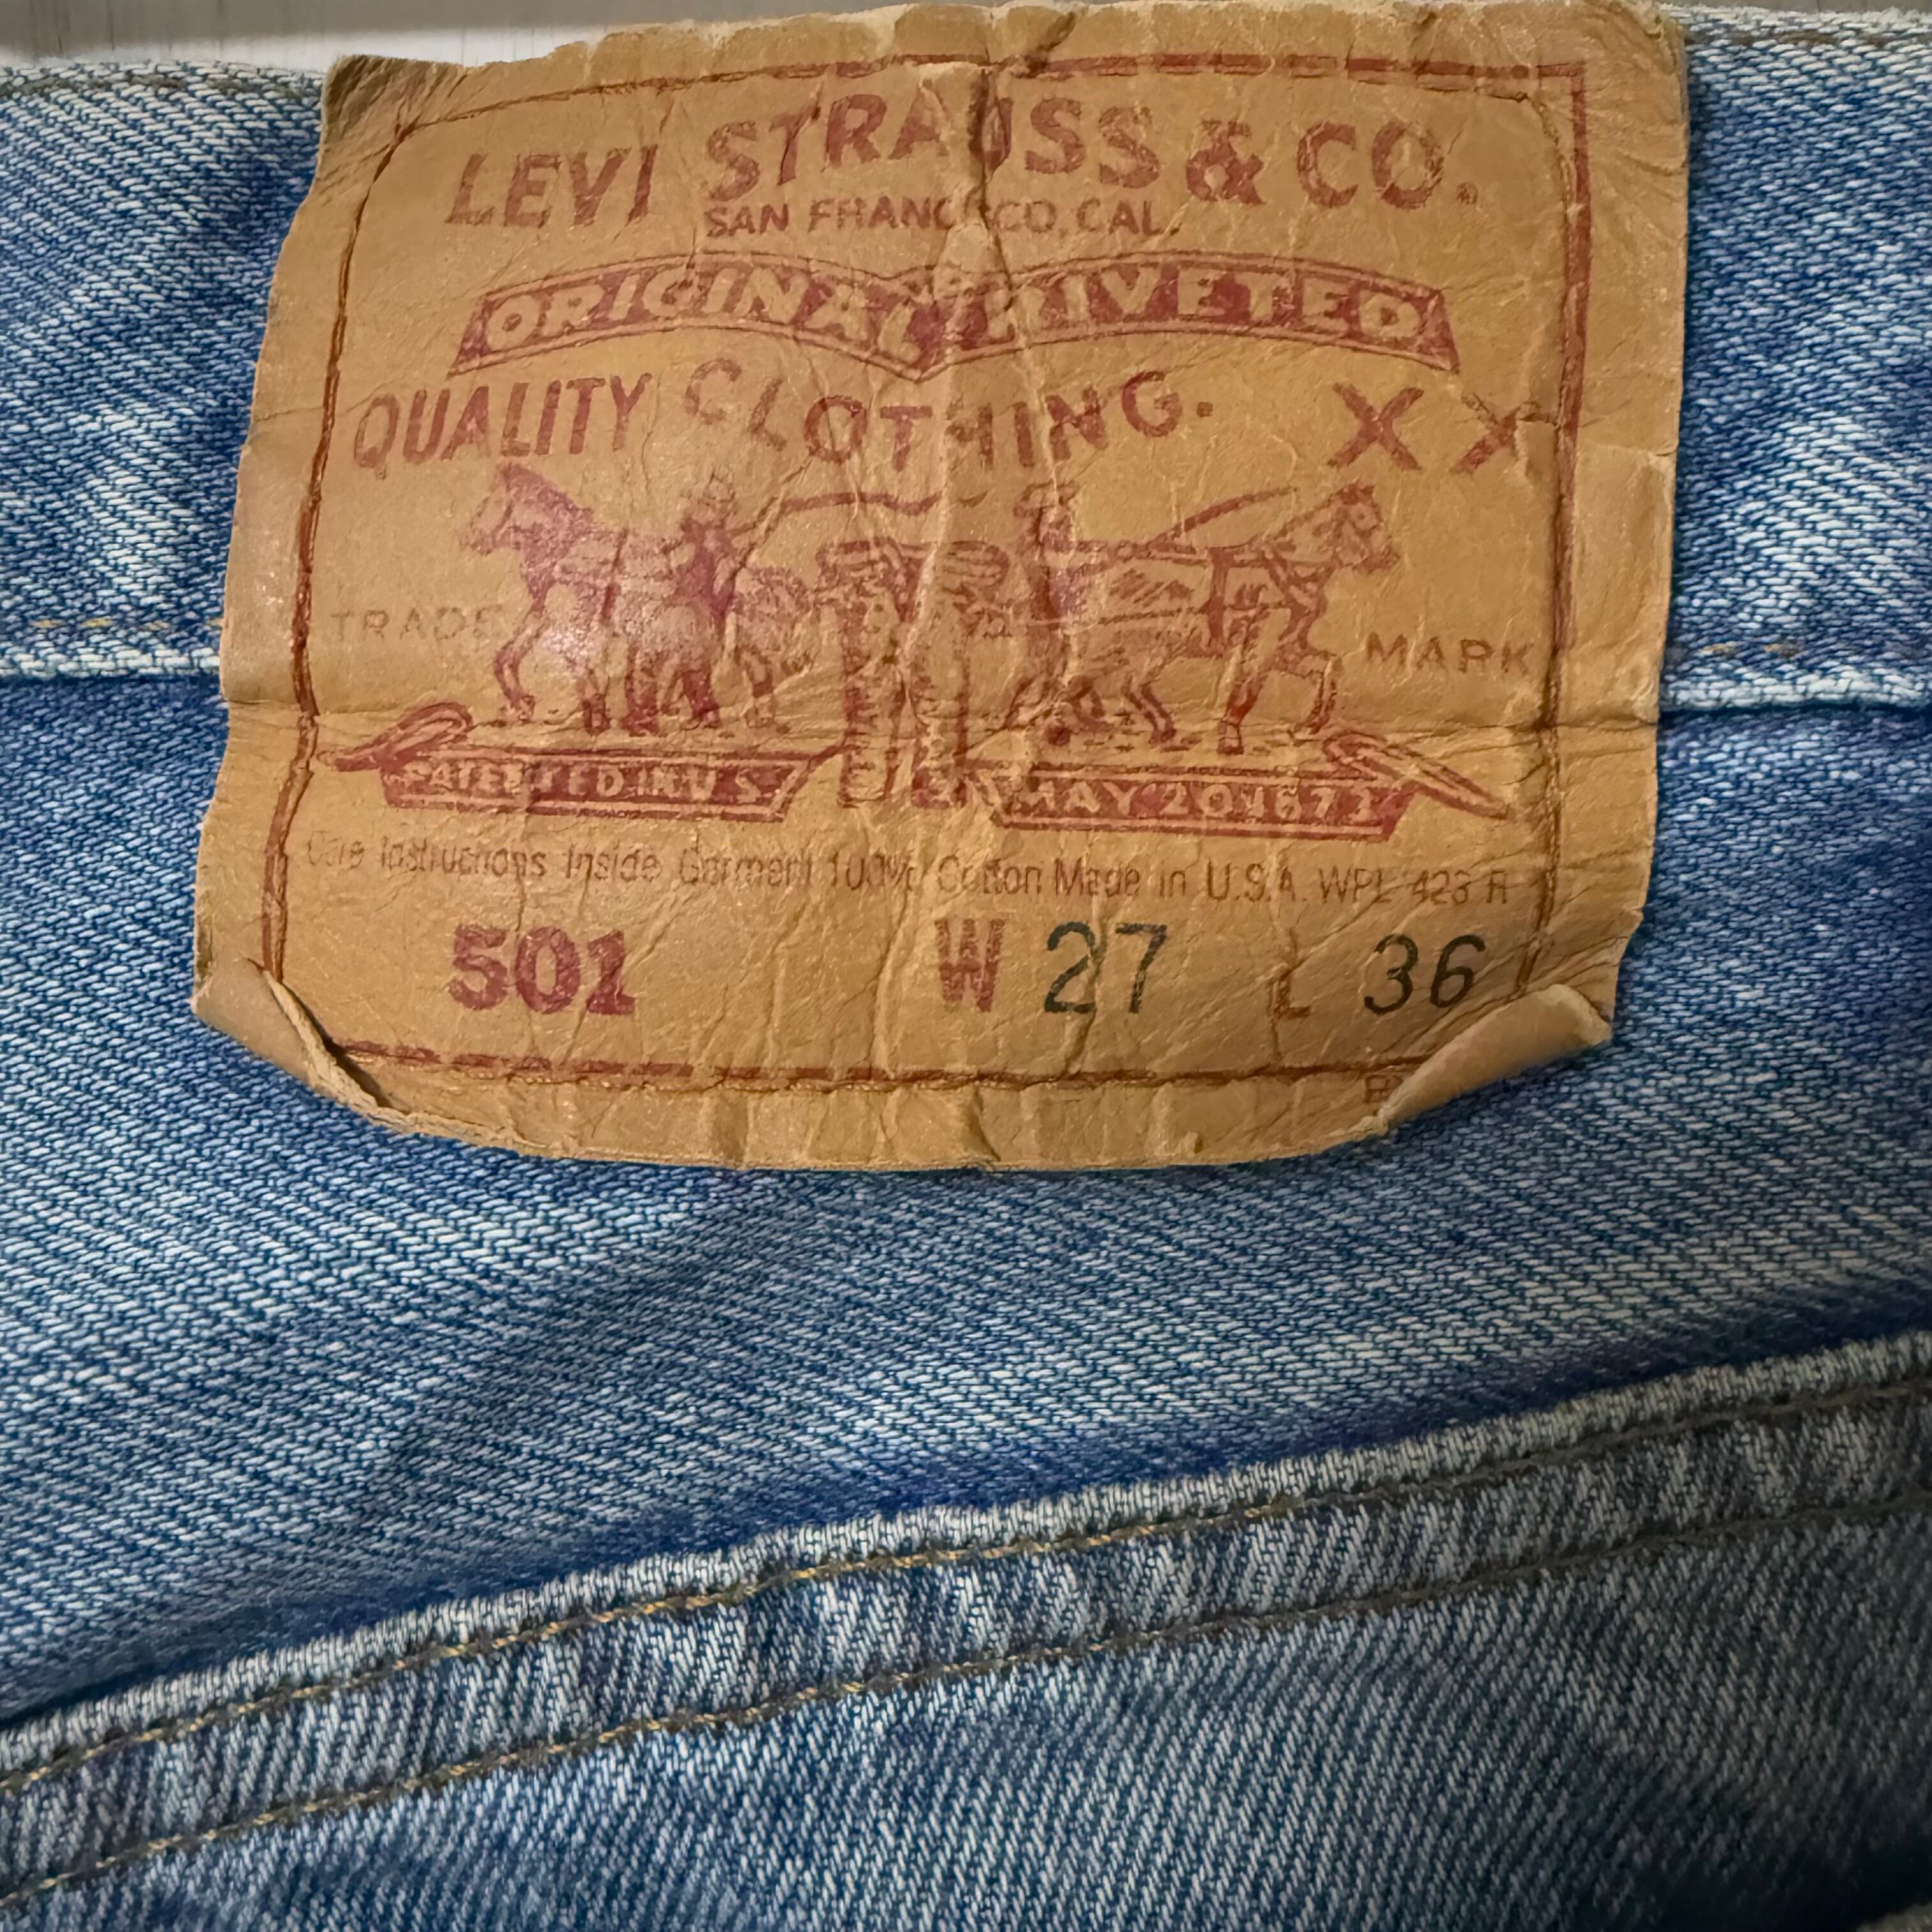 LEVI STRAUSS & CO.
SAN FRANCISCO, CAL.
ORIGINAL RIVETED
QUALITY CLOTHING. XX
TRADE MARK
PATENTED IN U S MAY 20 1873
Care Instructions Inside Garment 100% Cotton Made in U.S.A. WPL 423 R
501 W 27 L 36